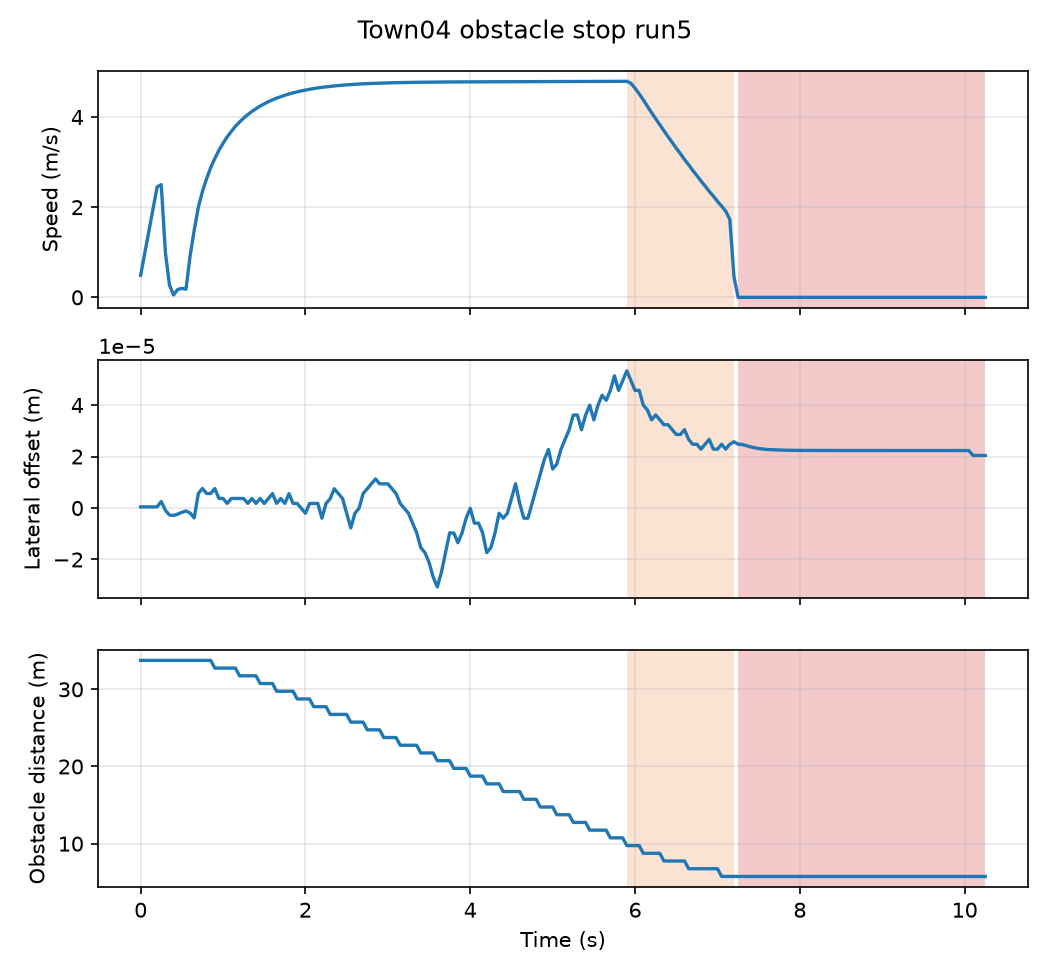 Town04 obstacle stop run5
Speed (m/s)
4
2
0
1e−5
Lateral offset (m)
4
2
0
−2
Obstacle distance (m)
30
20
10
0 2 4 6 8 10
Time (s)